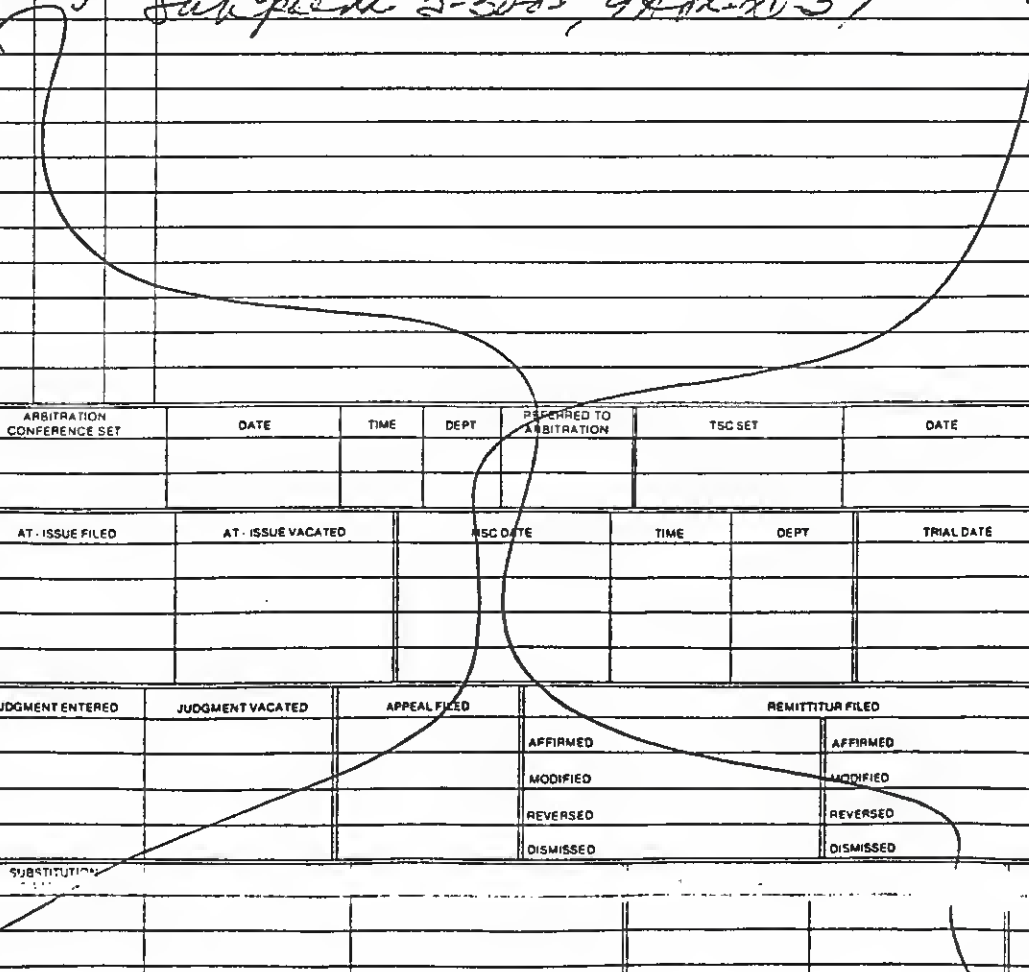 ARBITRATION CONFERENCE SET DATE TIME DEPT REFERRED TO ARBITRATION TSC SET DATE
AT-ISSUE FILED AT-ISSUE VACATED MSC DATE TIME DEPT TRIAL DATE
UDGMENT ENTERED JUDGMENT VACATED APPEAL FILED REMITTITUR FILED
AFFIRMED AFFIRMED
MODIFIED MODIFIED
REVERSED REVERSED
DISMISSED DISMISSED
SUBSTITUTION